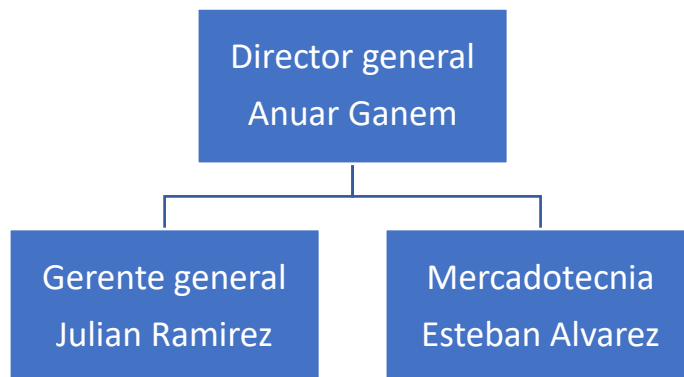 Director general
Anuar Ganem
Gerente general
Julian Ramirez
Mercadotecnia
Esteban Alvarez